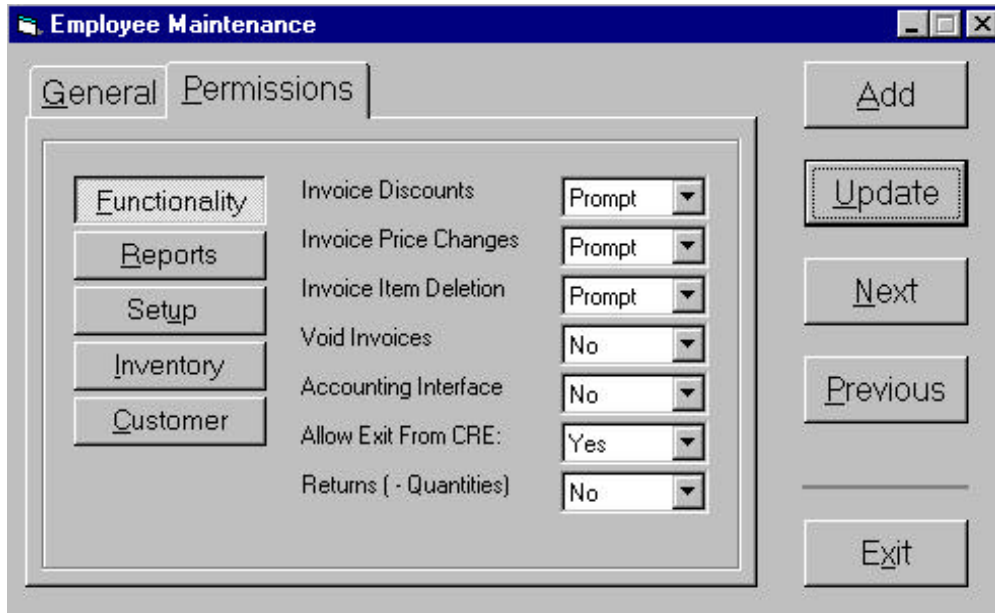 Employee Maintenance
General Permissions
Add
Functionality
Invoice Discounts Prompt
Update
Reports
Invoice Price Changes Prompt
Setup
Invoice Item Deletion Prompt
Next
Inventory
Void Invoices No
Customer
Accounting Interface No
Previous
Allow Exit From CRE: Yes
Returns ( - Quantities) No
Exit